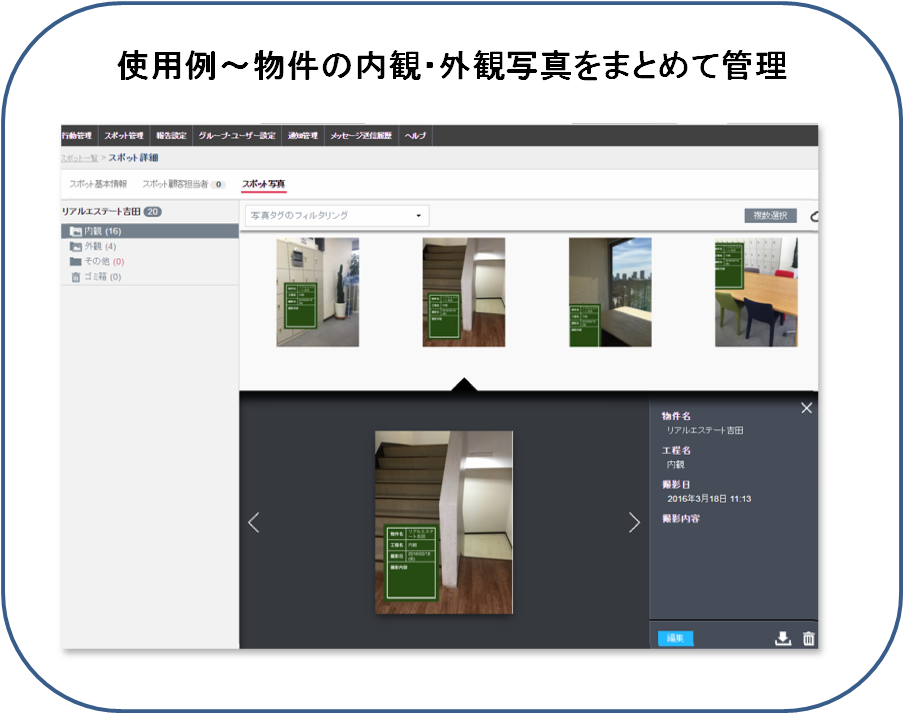 使用例～物件の内観・外観写真をまとめて管理
行動管理 スポット管理 報告設定 グループ・ユーザー設定 通知管理 メッセージ送信履歴 ヘルプ
スポット一覧 > スポット詳細
スポット基本情報 スポット顧客担当者 0 スポット写真
リアルエステート吉田 20
写真タグのフィルタリング
複数選択
内観 (16)
外観 (4)
その他 (0)
ゴミ箱 (0)
物件名
リアルエステート吉田
工程名
内観
撮影日
2016年3月18日 11:13
撮影内容
物件名 リアルエステート吉田
工程名 内観
撮影日 2016/03/18
撮影内容
編集